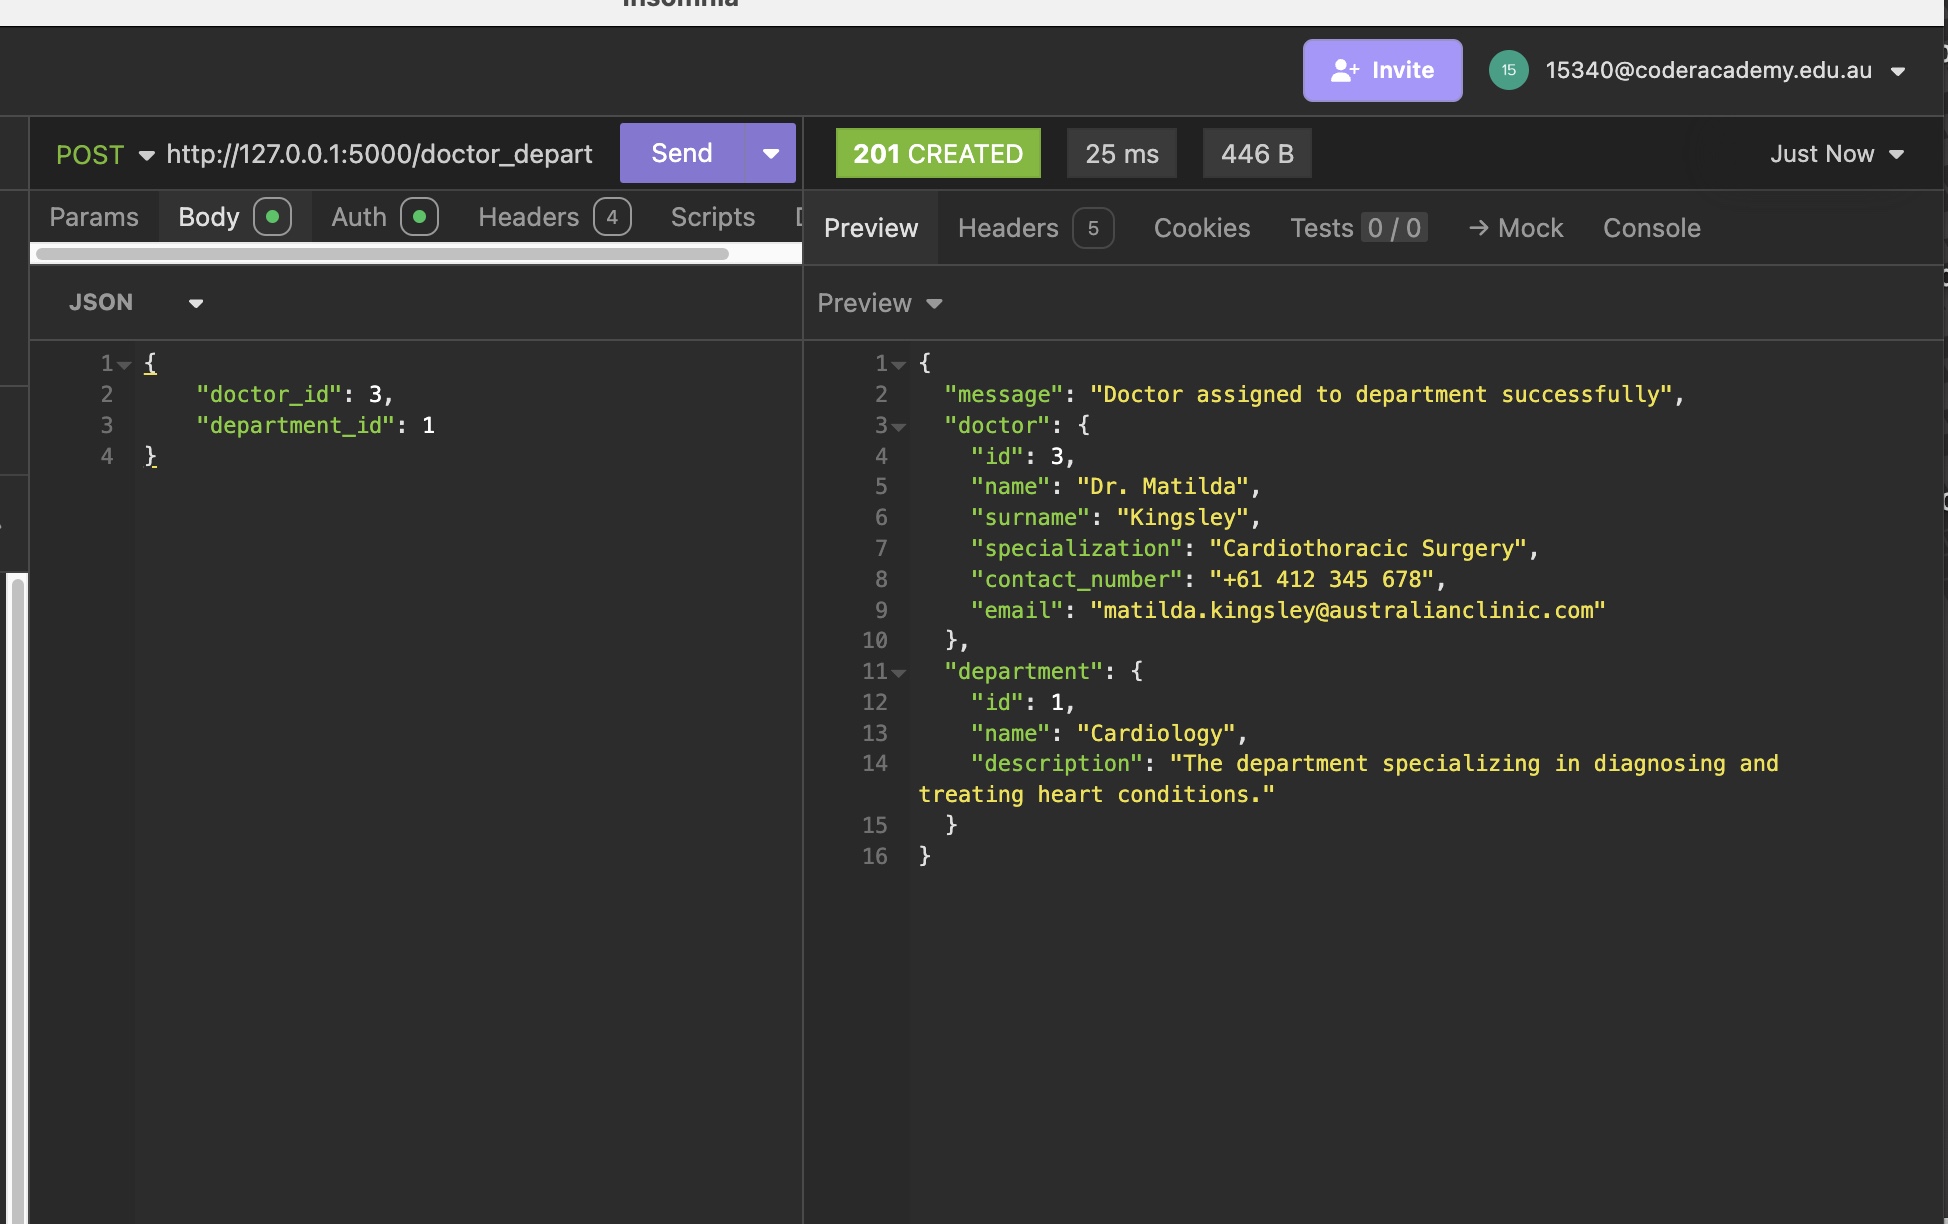 Insomnia
Invite
15 15340@coderacademy.edu.au
POST http://127.0.0.1:5000/doctor_depart Send
201 CREATED 25 ms 446 B Just Now
Params Body Auth Headers 4 Scripts
Preview Headers 5 Cookies Tests 0 / 0 → Mock Console
JSON
Preview
1 {
2 "doctor_id": 3,
3 "department_id": 1
4 }
1 {
2 "message": "Doctor assigned to department successfully",
3 "doctor": {
4 "id": 3,
5 "name": "Dr. Matilda",
6 "surname": "Kingsley",
7 "specialization": "Cardiothoracic Surgery",
8 "contact_number": "+61 412 345 678",
9 "email": "matilda.kingsley@australianclinic.com"
10 },
11 "department": {
12 "id": 1,
13 "name": "Cardiology",
14 "description": "The department specializing in diagnosing and
treating heart conditions."
15 }
16 }